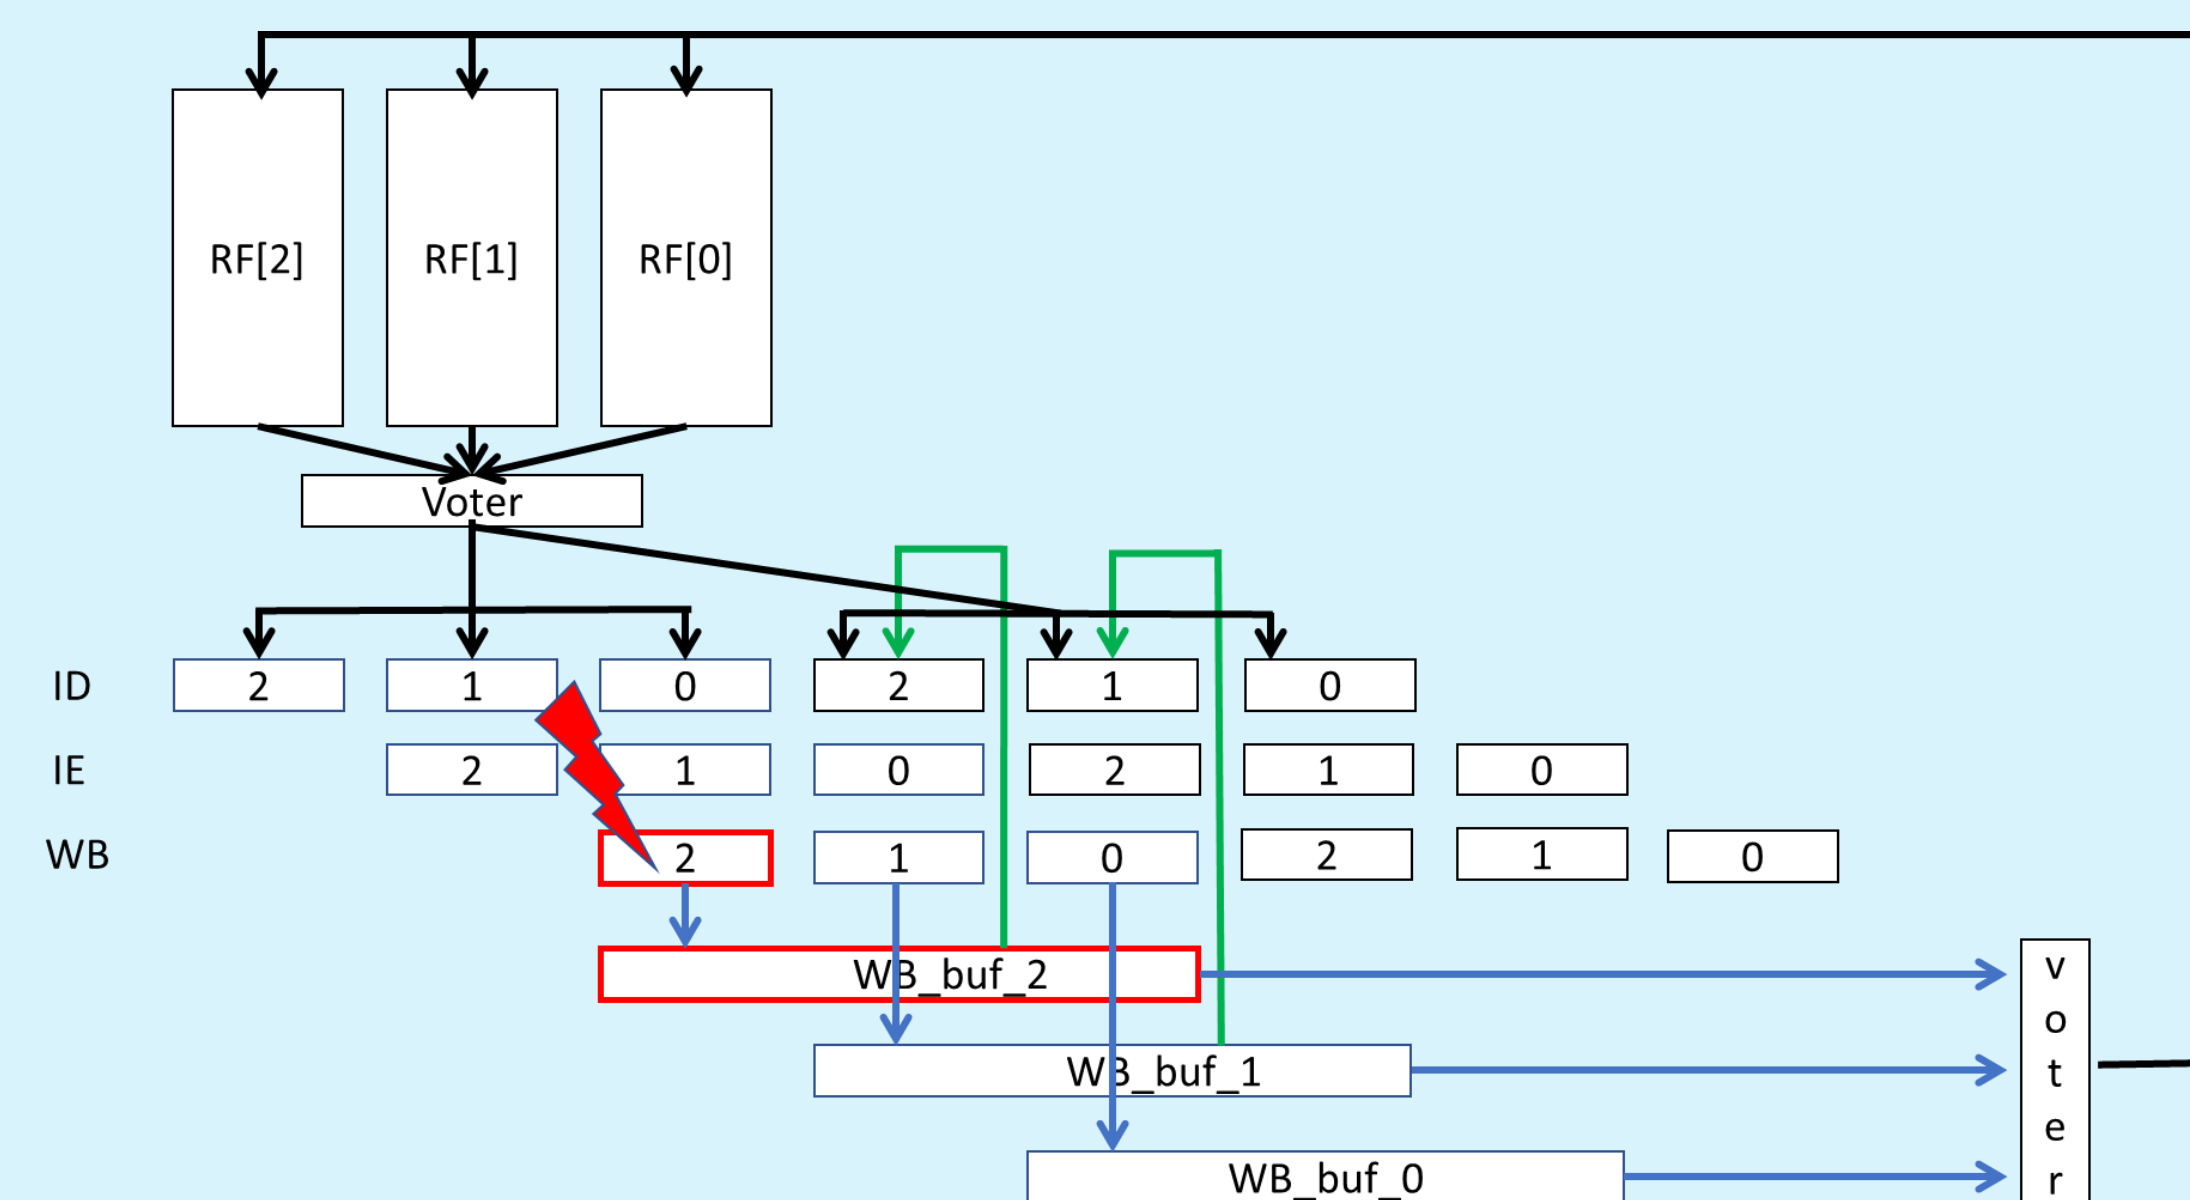 RF[2] RF[1] RF[0]
Voter
ID 2 1 0 2 1 0
IE 2 1 0 2 1 0
WB 2 1 0 2 1 0
WB_buf_2
WB_buf_1
WB_buf_0
v
o
t
e
r